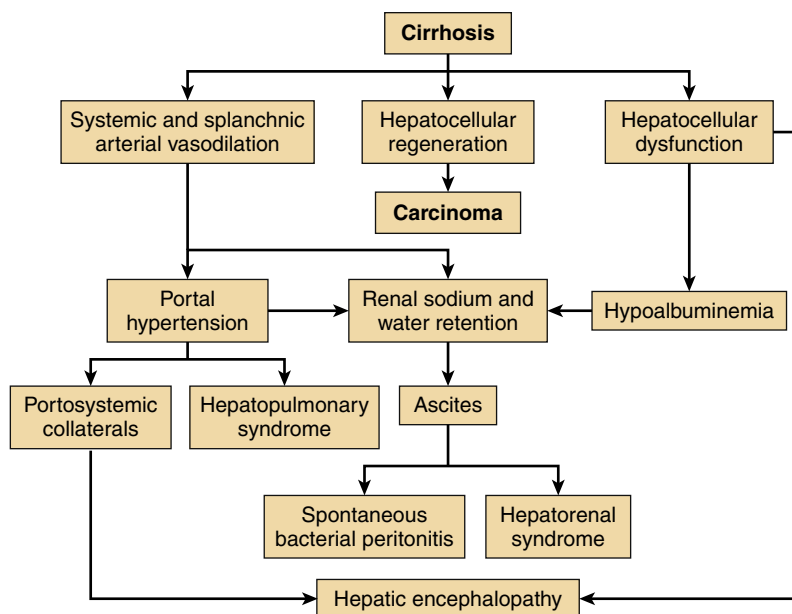 Cirrhosis
Systemic and splanchnic
arterial vasodilation
Hepatocellular
regeneration
Hepatocellular
dysfunction
Carcinoma
Portal
hypertension
Renal sodium and
water retention
Hypoalbuminemia
Portosystemic
collaterals
Hepatopulmonary
syndrome
Ascites
Spontaneous
bacterial peritonitis
Hepatorenal
syndrome
Hepatic encephalopathy